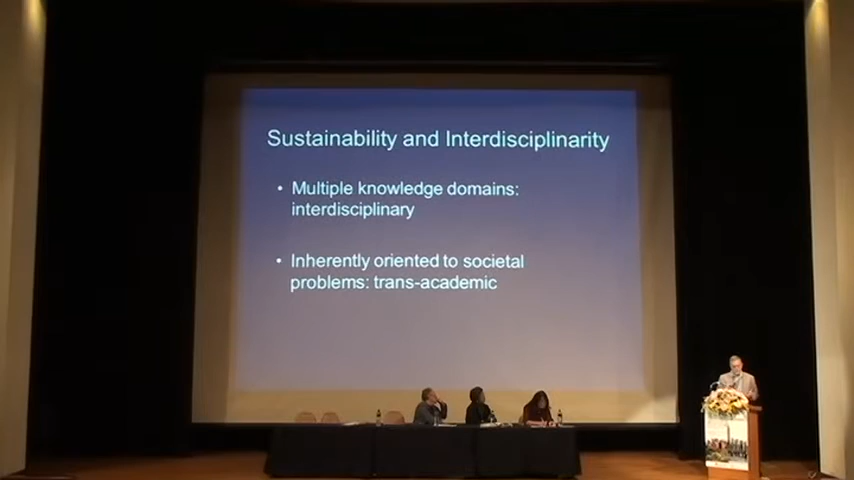 Sustainability and Interdisciplinarity
• Multiple knowledge domains:
interdisciplinary
• Inherently oriented to societal
problems: trans-academic